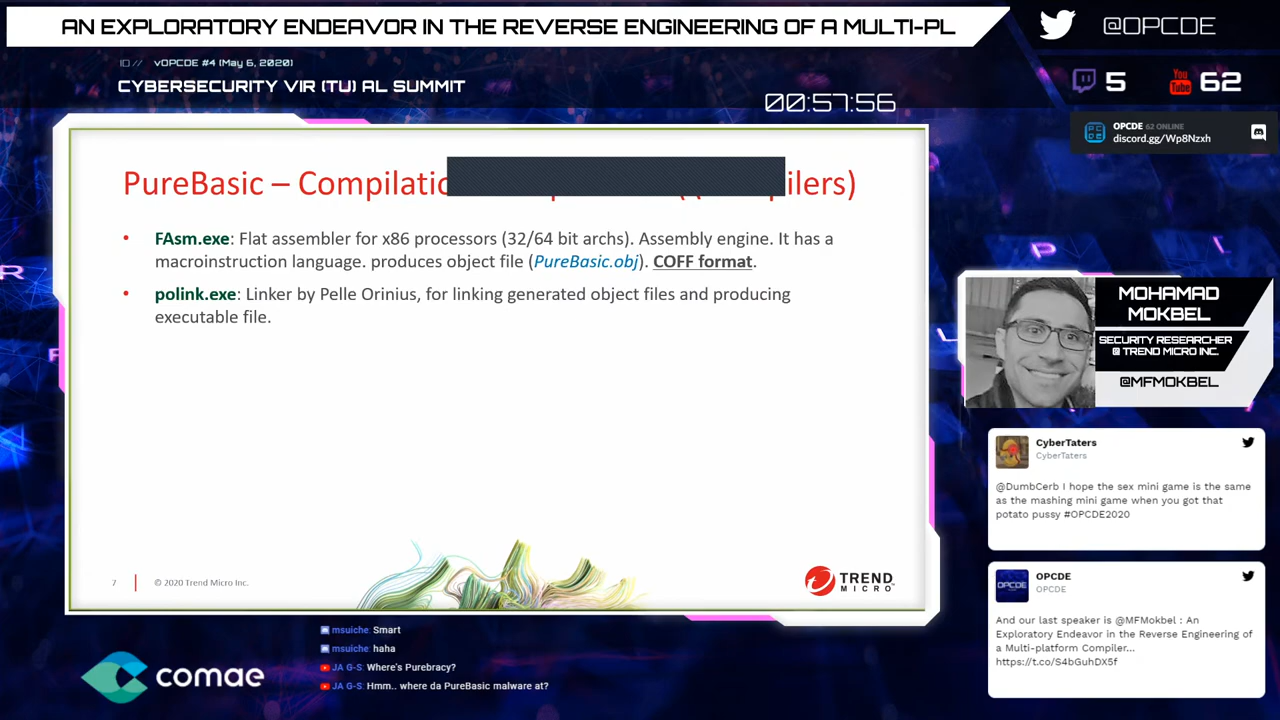 AN EXPLORATORY ENDEAVOR IN THE REVERSE ENGINEERING OF A MULTI-PL
@OPCDE
ID // vOPCDE #4 (May 6, 2020)
CYBERSECURITY VIR (TU) AL SUMMIT
00:57:56
5
You Tube 62
OPCDE 62 ONLINE
discord.gg/Wp8Nzxh
PureBasic – Compilatio ilers)
• FAsm.exe: Flat assembler for x86 processors (32/64 bit archs). Assembly engine. It has a
macroinstruction language. produces object file (PureBasic.obj). COFF format.
• polink.exe: Linker by Pelle Orinius, for linking generated object files and producing
executable file.
7
© 2020 Trend Micro Inc.
TREND
MICRO
MOHAMAD
MOKBEL
SECURITY RESEARCHER
@ TREND MICRO INC.
@MFMOKBEL
CyberTaters
CyberTaters
@DumbCerb I hope the sex mini game is the same
as the mashing mini game when you got that
potato pussy #OPCDE2020
OPCDE
OPCDE
And our last speaker is @MFMokbel : An
Exploratory Endeavor in the Reverse Engineering of
a Multi-platform Compiler...
https://t.co/S4bGuhDX5f
msuiche: Smart
msuiche: haha
JA G-S: Where's Purebracy?
JA G-S: Hmm.. where da PureBasic malware at?
comae